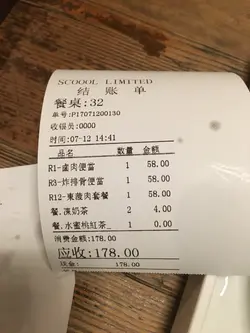 SCOOOL LIMITED
结 账 单
餐桌:32
单号:P17071200130
收银员:0000
时间:07-12 14:41
品名 数量 金额
R1-卤肉便當 1 58.00
R3-炸排骨便當 1 58.00
R12-東菠肉套餐 1 58.00
餐.凍奶茶 2 4.00
餐.水蜜桃紅茶_ 1 0.00
消费金额:178.00
应收:178.00
178.00